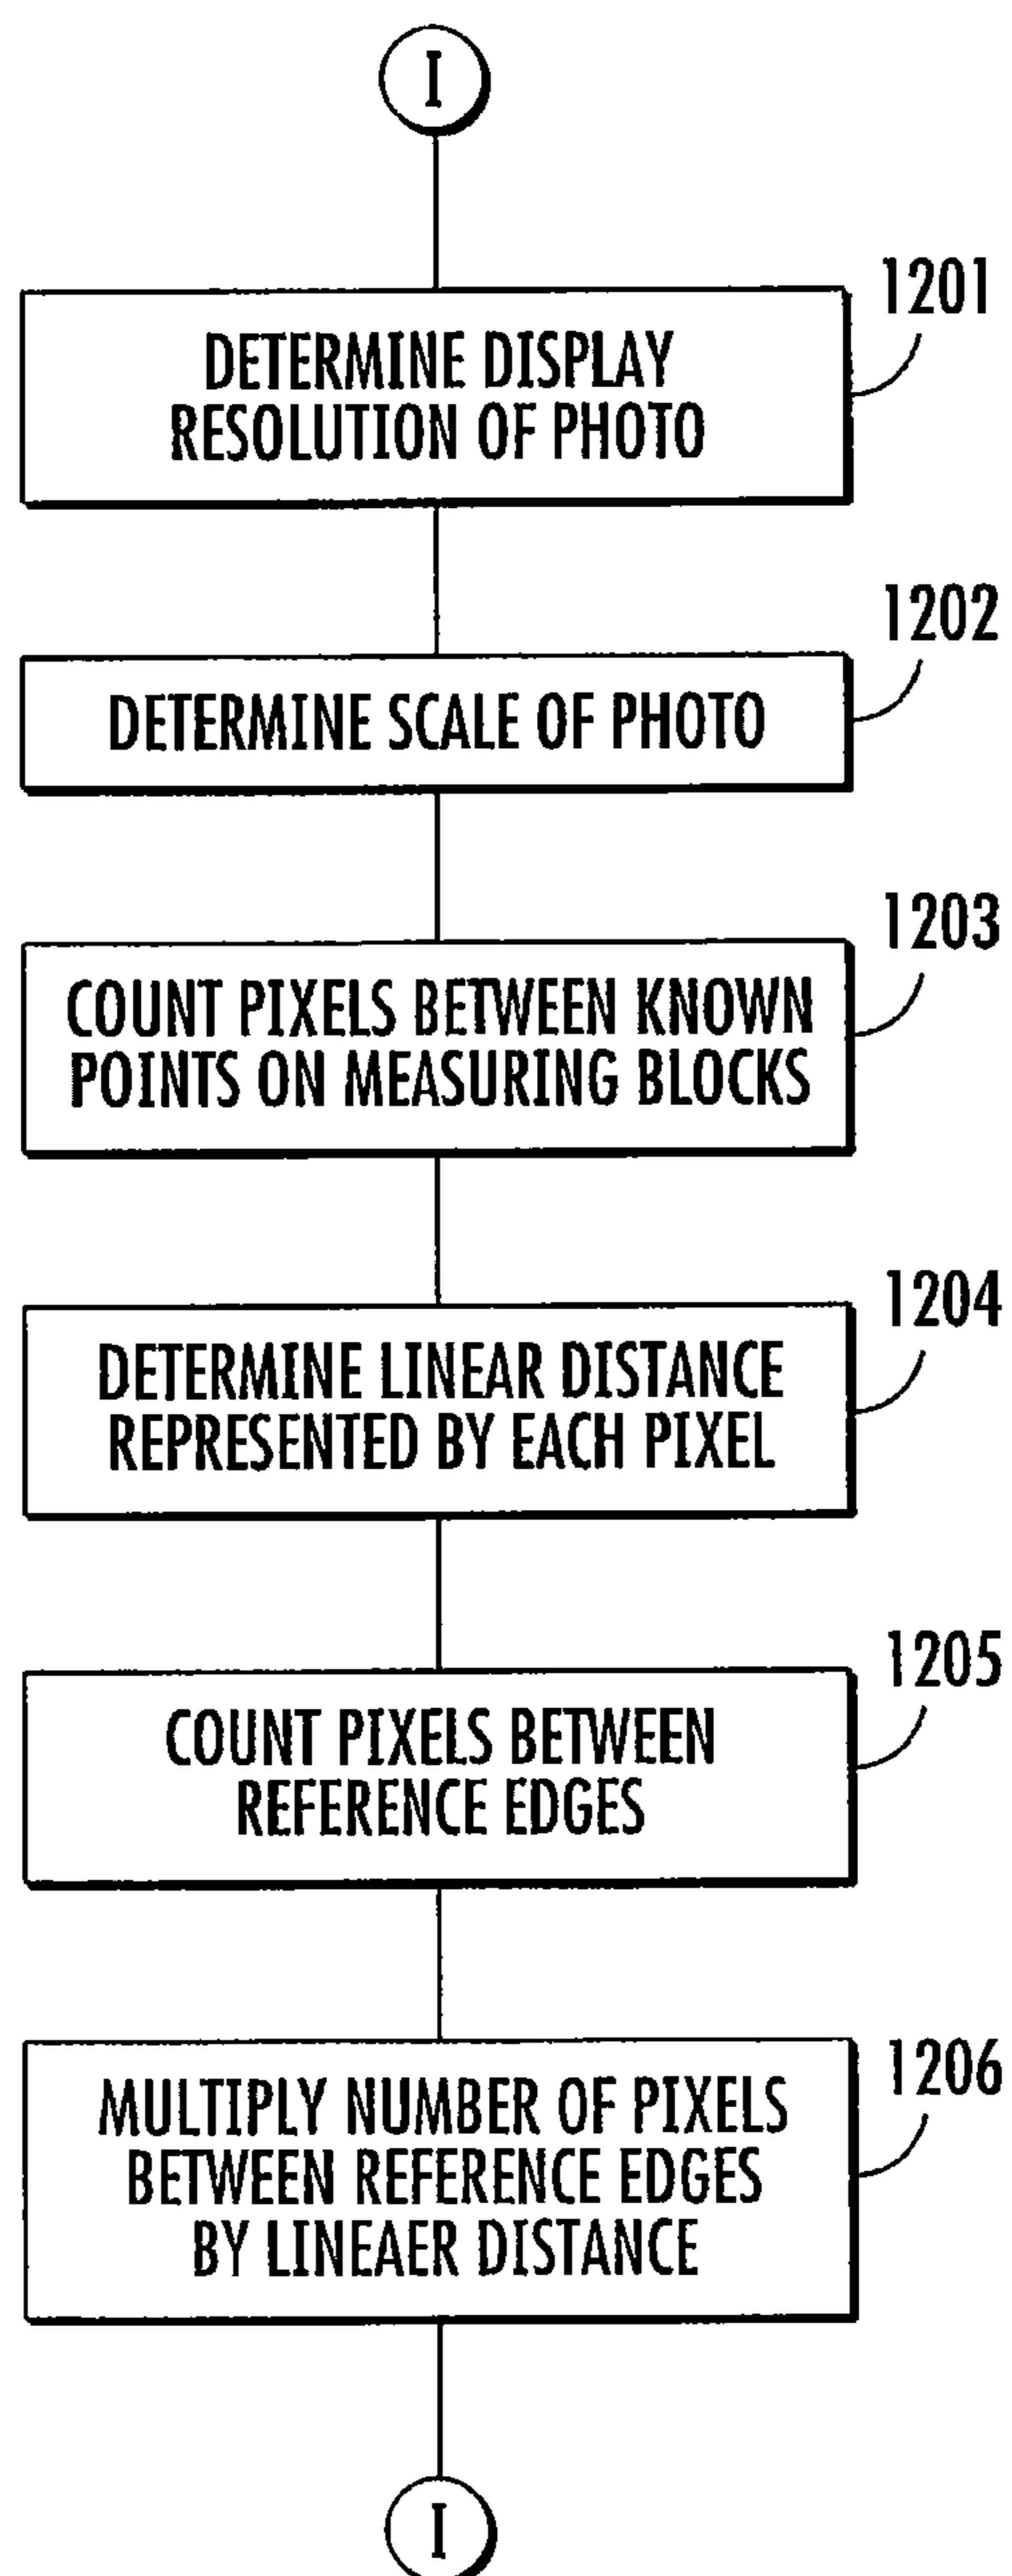 I
1201
DETERMINE DISPLAY
RESOLUTION OF PHOTO
1202
DETERMINE SCALE OF PHOTO
1203
COUNT PIXELS BETWEEN KNOWN
POINTS ON MEASURING BLOCKS
1204
DETERMINE LINEAR DISTANCE
REPRESENTED BY EACH PIXEL
1205
COUNT PIXELS BETWEEN
REFERENCE EDGES
1206
MULTIPLY NUMBER OF PIXELS
BETWEEN REFERENCE EDGES
BY LINEAER DISTANCE
I